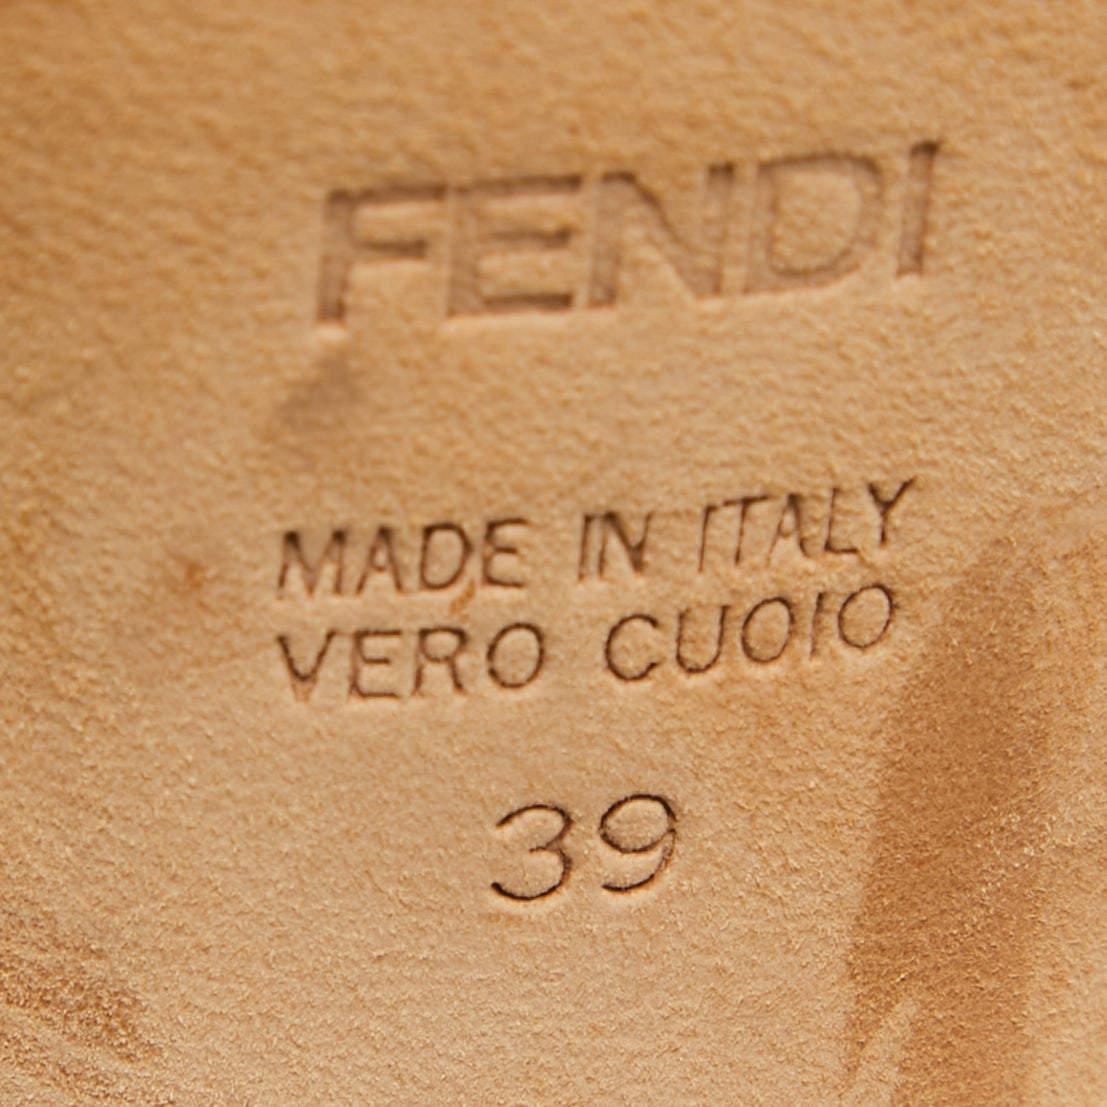 FENDI
MADE IN ITALY
VERO CUOIO
39